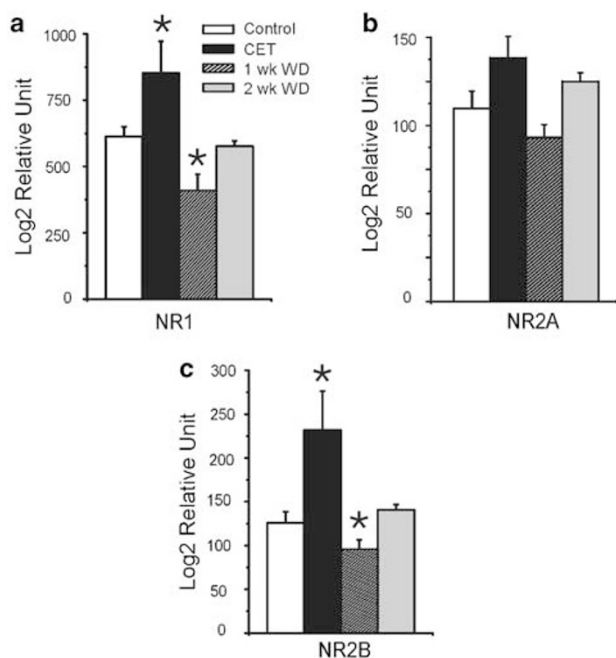 a
1000
750
500
250
0
Log2 Relative Unit
*
*
Control
CET
1 wk WD
2 wk WD
NR1
b
150
100
50
0
Log2 Relative Unit
NR2A
c
300
250
200
150
100
50
0
Log2 Relative Unit
*
*
NR2B